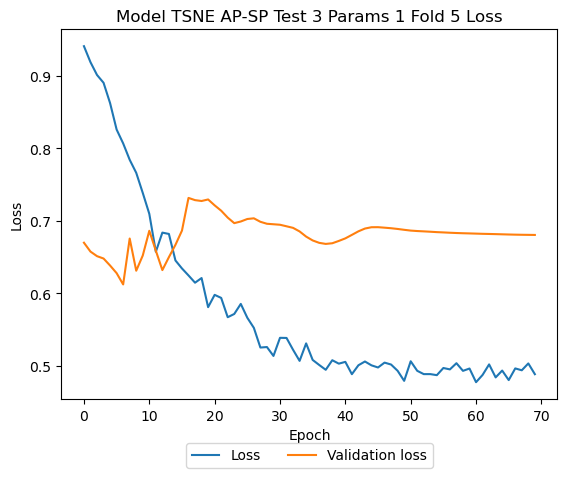 Model TSNE AP-SP Test 3 Params 1 Fold 5 Loss
Loss
0.9
0.8
0.7
0.6
0.5
0 10 20 30 40 50 60 70
Epoch
Loss Validation loss